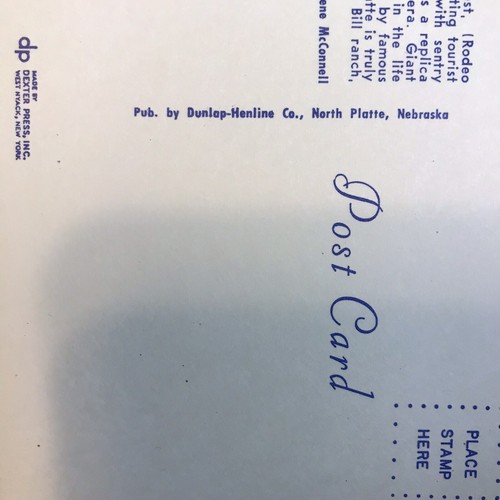 st, (Rodeo
ting tourist
with sentry
s a replica
era. Giant
in the life
by famous
Bill ranch,
tte is truly
ene McConnell
Pub. by Dunlap-Henline Co., North Platte, Nebraska
Post Card
PLACE
STAMP
HERE
dp
MADE BY
DEXTER PRESS, INC.
WEST NYACK, NEW YORK